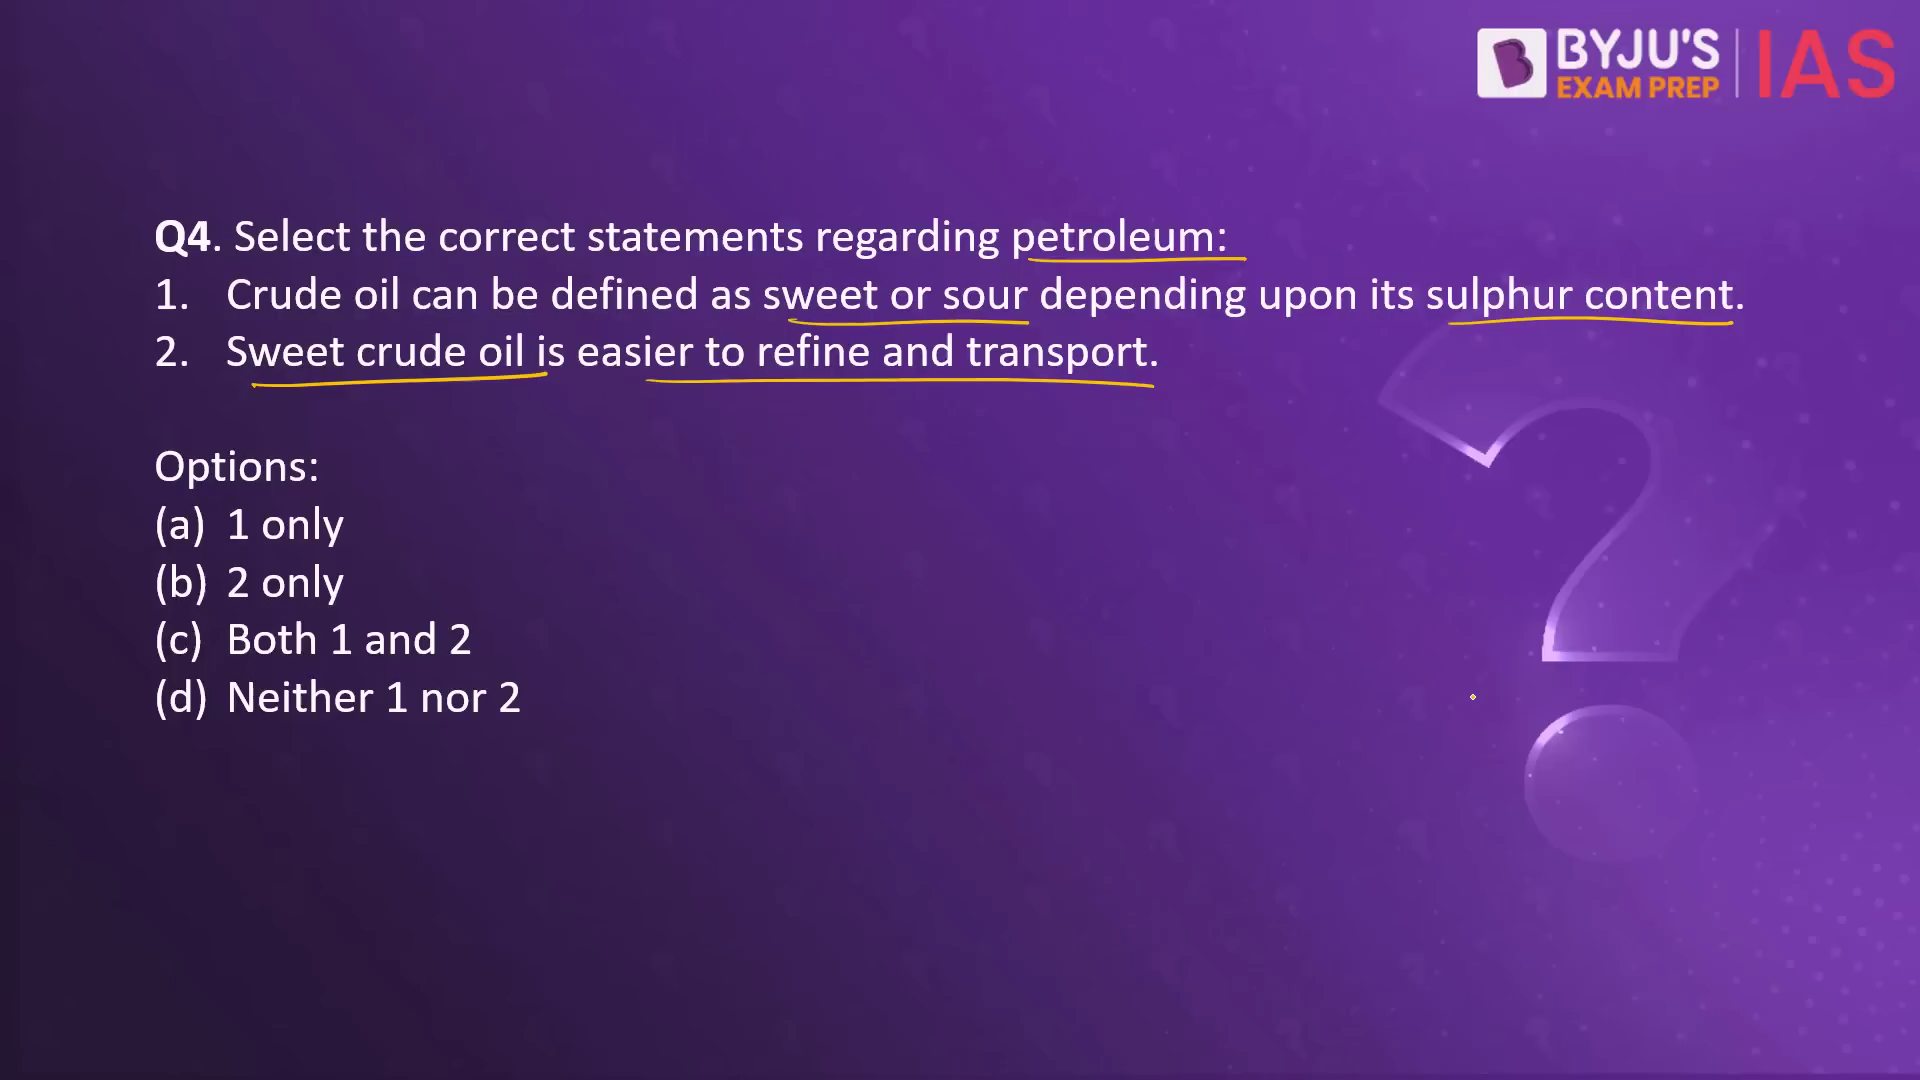 BYJU'S
EXAM PREP
IAS
Q4. Select the correct statements regarding petroleum:
1. Crude oil can be defined as sweet or sour depending upon its sulphur content.
2. Sweet crude oil is easier to refine and transport.
Options:
(a) 1 only
(b) 2 only
(c) Both 1 and 2
(d) Neither 1 nor 2